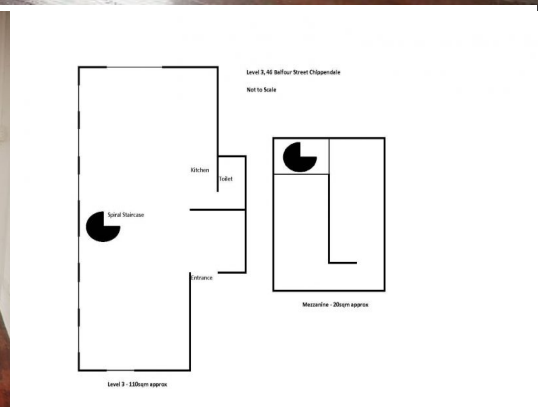 Level 3, 46 Balfour Street Chippendale
Not to Scale
Kitchen
Toilet
Spiral Staircase
Entrance
Mezzanine - 20sqm approx
Level 3 - 110sqm approx